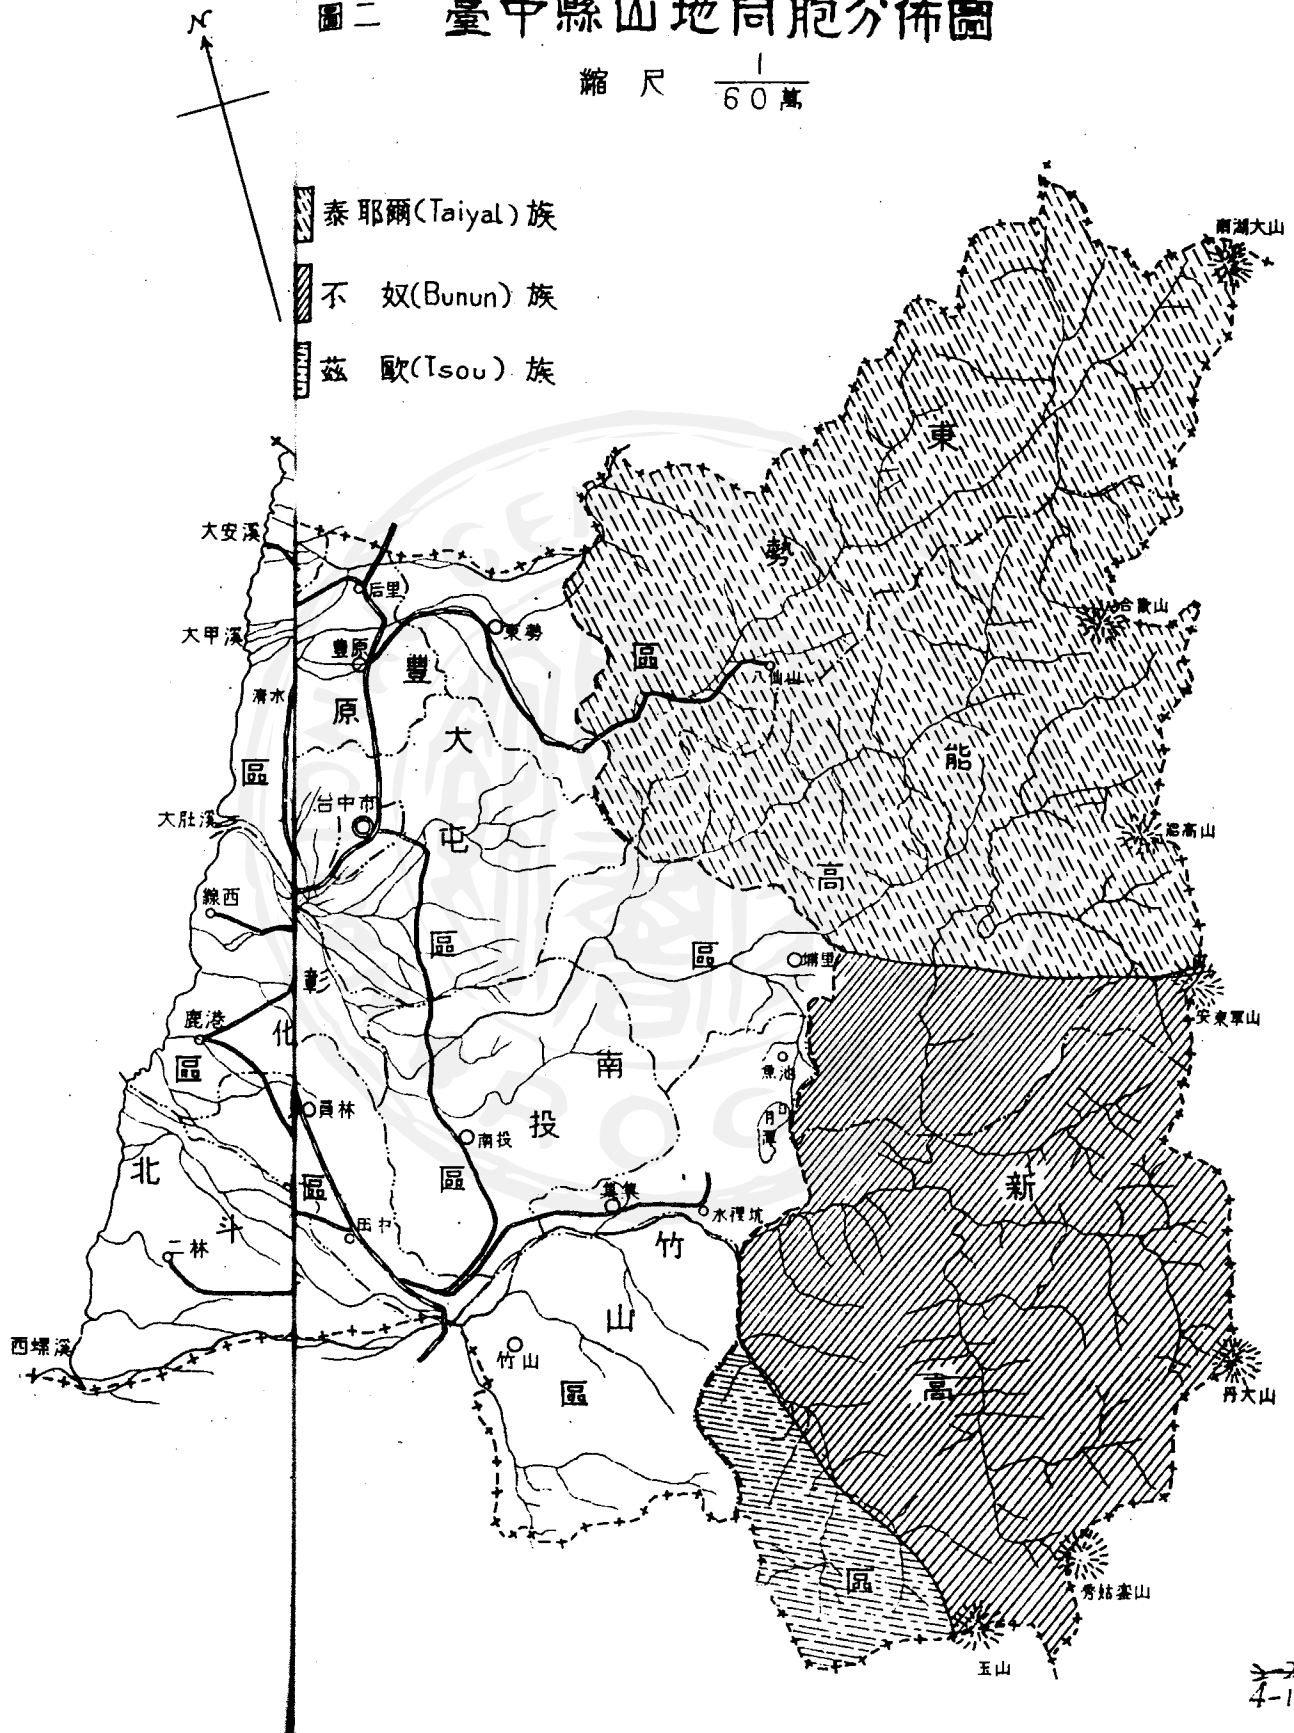 圖二 臺中縣山地同胞分佈圖
縮尺 1/60萬
N
泰耶爾(Taiyal)族
不奴(Bunun)族
茲歐(Tsou)族
南湖大山
東
勢
區
大安溪
后里
大甲溪
豐原
東勢
合歡山
八仙山
清水
豐
原
區
大
屯
區
能
高
區
台中市
大肚溪
能高山
線西
埔里
安東軍山
彰
化
區
鹿港
員林
魚池
日月潭
南
投
區
南投
北
斗
區
二林
田中
集集
水裡坑
新
高
區
竹
山
區
竹山
西螺溪
丹大山
秀姑巒山
玉山
4-1
CE
ROC